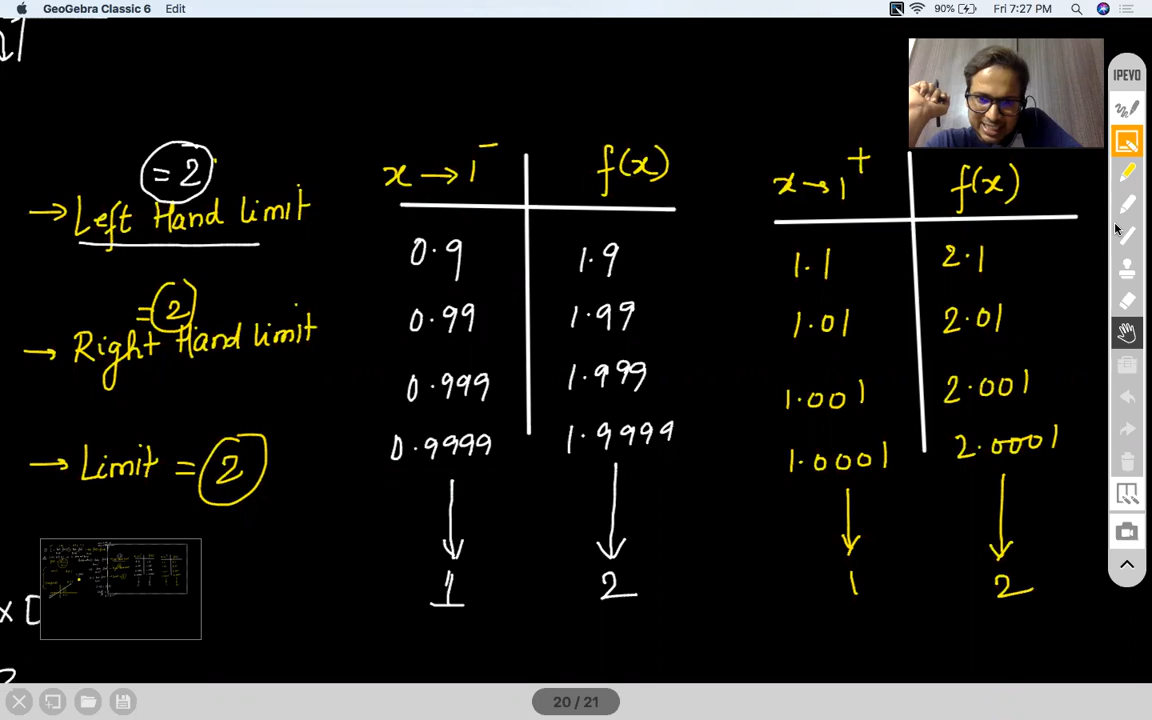 GeoGebra Classic 6 Edit 90% Fri 7:27 PM
IPEVO
= 2
→ Left Hand limit
= 2
→ Right Hand limit
→ Limit = 2
x → 1⁻ f(x)
0.9 1.9
0.99 1.99
0.999 1.999
0.9999 1.9999
1 2
x → 1⁺ f(x)
1.1 2.1
1.01 2.01
1.001 2.001
1.0001 2.0001
1 2
20 / 21